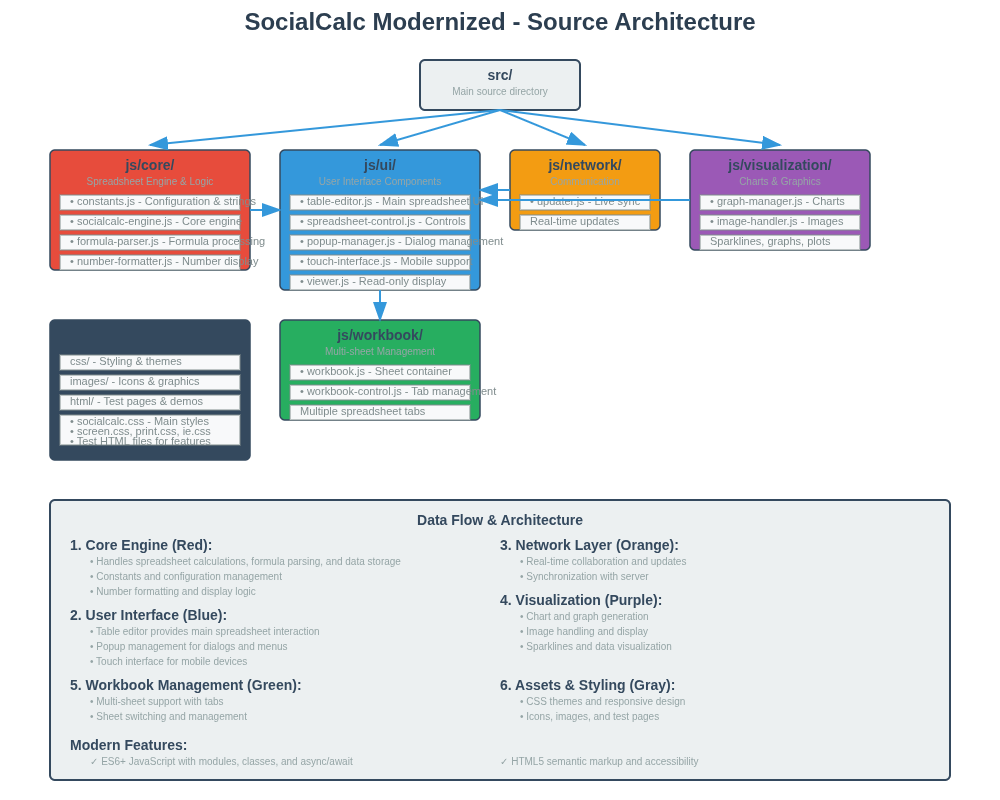 SocialCalc Modernized - Source Architecture
src/
Main source directory
js/core/
Spreadsheet Engine & Logic
• constants.js - Configuration & strings
• socialcalc-engine.js - Core engine
• formula-parser.js - Formula processing
• number-formatter.js - Number display
js/ui/
User Interface Components
• table-editor.js - Main spreadsheet
• spreadsheet-control.js - Controls
• popup-manager.js - Dialog management
• touch-interface.js - Mobile support
• viewer.js - Read-only display
js/network/
• updater.js - Live sync
Real-time updates
js/visualization/
Charts & Graphics
• graph-manager.js - Charts
• image-handler.js - Images
Sparklines, graphs, plots
css/ - Styling & themes
images/ - Icons & graphics
html/ - Test pages & demos
• socialcalc.css - Main styles
• screen.css, print.css, ie.css
• Test HTML files for features
js/workbook/
Multi-sheet Management
• workbook.js - Sheet container
• workbook-control.js - Tab management
Multiple spreadsheet tabs
Data Flow & Architecture
1. Core Engine (Red):
• Handles spreadsheet calculations, formula parsing, and data storage
• Constants and configuration management
• Number formatting and display logic
2. User Interface (Blue):
• Table editor provides main spreadsheet interaction
• Popup management for dialogs and menus
• Touch interface for mobile devices
3. Network Layer (Orange):
• Real-time collaboration and updates
• Synchronization with server
4. Visualization (Purple):
• Chart and graph generation
• Image handling and display
• Sparklines and data visualization
5. Workbook Management (Green):
• Multi-sheet support with tabs
• Sheet switching and management
6. Assets & Styling (Gray):
• CSS themes and responsive design
• Icons, images, and test pages
Modern Features:
✓ ES6+ JavaScript with modules, classes, and async/await
✓ HTML5 semantic markup and accessibility